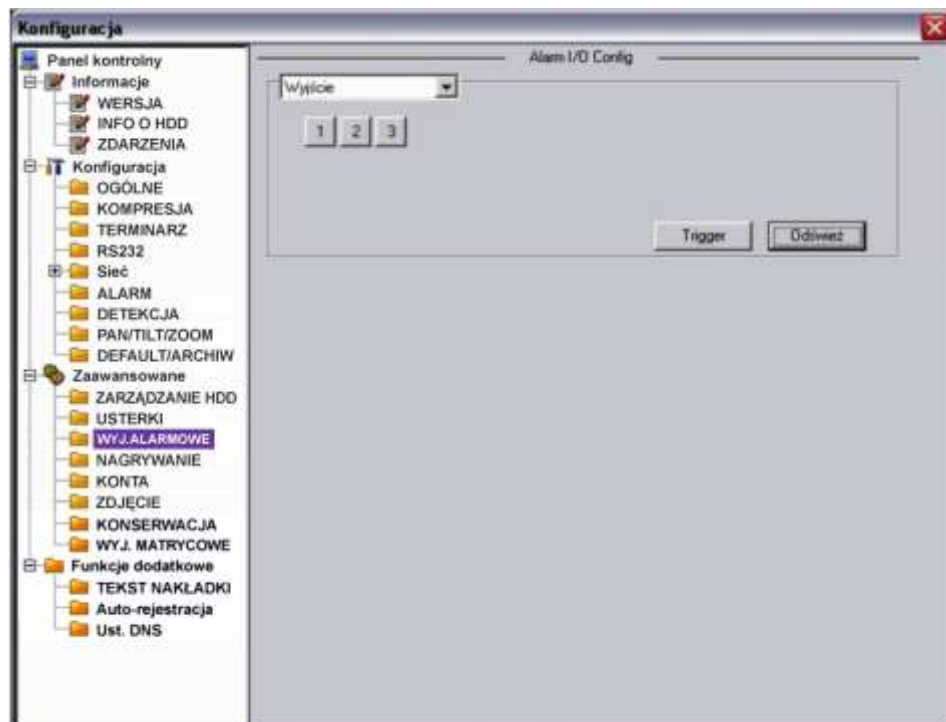 Konfiguracja
Panel kontrolny
Informacje
WERSJA
INFO O HDD
ZDARZENIA
Konfiguracja
OGÓLNE
KOMPRESJA
TERMINARZ
RS232
Sieć
ALARM
DETEKCJA
PAN/TILT/ZOOM
DEFAULT/ARCHIW
Zaawansowane
ZARZĄDZANIE HDD
USTERKI
WYJ.ALARMOWE
NAGRYWANIE
KONTA
ZDJĘCIE
KONSERWACJA
WYJ. MATRYCOWE
Funkcje dodatkowe
TEKST NAKŁADKI
Auto-rejestracja
Ust. DNS
Alarm I/O Config
Wyjście
1 2 3
Trigger Odśwież